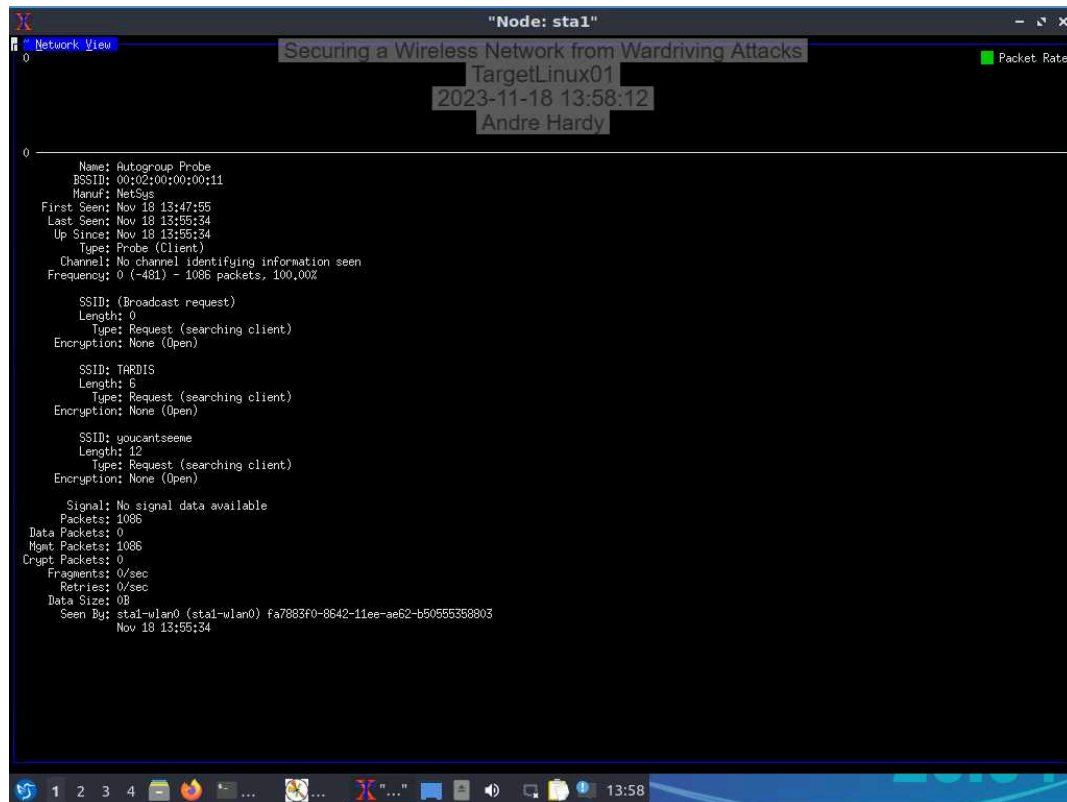 "Node: sta1"
~ Network View
0
Packet Rate
Securing a Wireless Network from Wardriving Attacks
TargetLinux01
2023-11-18 13:58:12
Andre Hardy
0
Name: Autogroup Probe
BSSID: 00:02:00:00:00:11
Manuf: NetSys
First Seen: Nov 18 13:47:55
Last Seen: Nov 18 13:55:34
Up Since: Nov 18 13:55:34
Type: Probe (Client)
Channel: No channel identifying information seen
Frequency: 0 (-481) - 1086 packets, 100.00%
SSID: (Broadcast request)
Length: 0
Type: Request (searching client)
Encryption: None (Open)
SSID: TARDIS
Length: 6
Type: Request (searching client)
Encryption: None (Open)
SSID: youcantseeme
Length: 12
Type: Request (searching client)
Encryption: None (Open)
Signal: No signal data available
Packets: 1086
Data Packets: 0
Mgmt Packets: 1086
Crypt Packets: 0
Fragments: 0/sec
Retries: 0/sec
Data Size: 0B
Seen By: sta1-wlan0 (sta1-wlan0) fa7883f0-8642-11ee-ae62-b50555358803
Nov 18 13:55:34
1 2 3 4 ... ... "..." 13:58